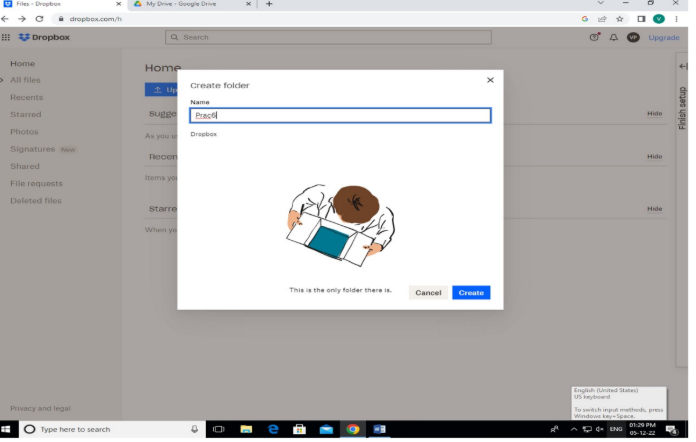 Files - Dropbox
My Drive - Google Drive
dropbox.com/h
Dropbox
Search
VP
Upgrade
Home
All files
Recents
Starred
Photos
Signatures New
Shared
File requests
Deleted files
Privacy and legal
Home
Up
Sugge
Hide
As you u
Recen
Hide
Items you
Starre
Hide
When yo
Finish setup
Create folder
Name
Prac6
Dropbox
This is the only folder there is.
Cancel
Create
English (United States)
US keyboard
To switch input methods, press
Windows key+Space.
Type here to search
ENG
01:29 PM
05-12-22